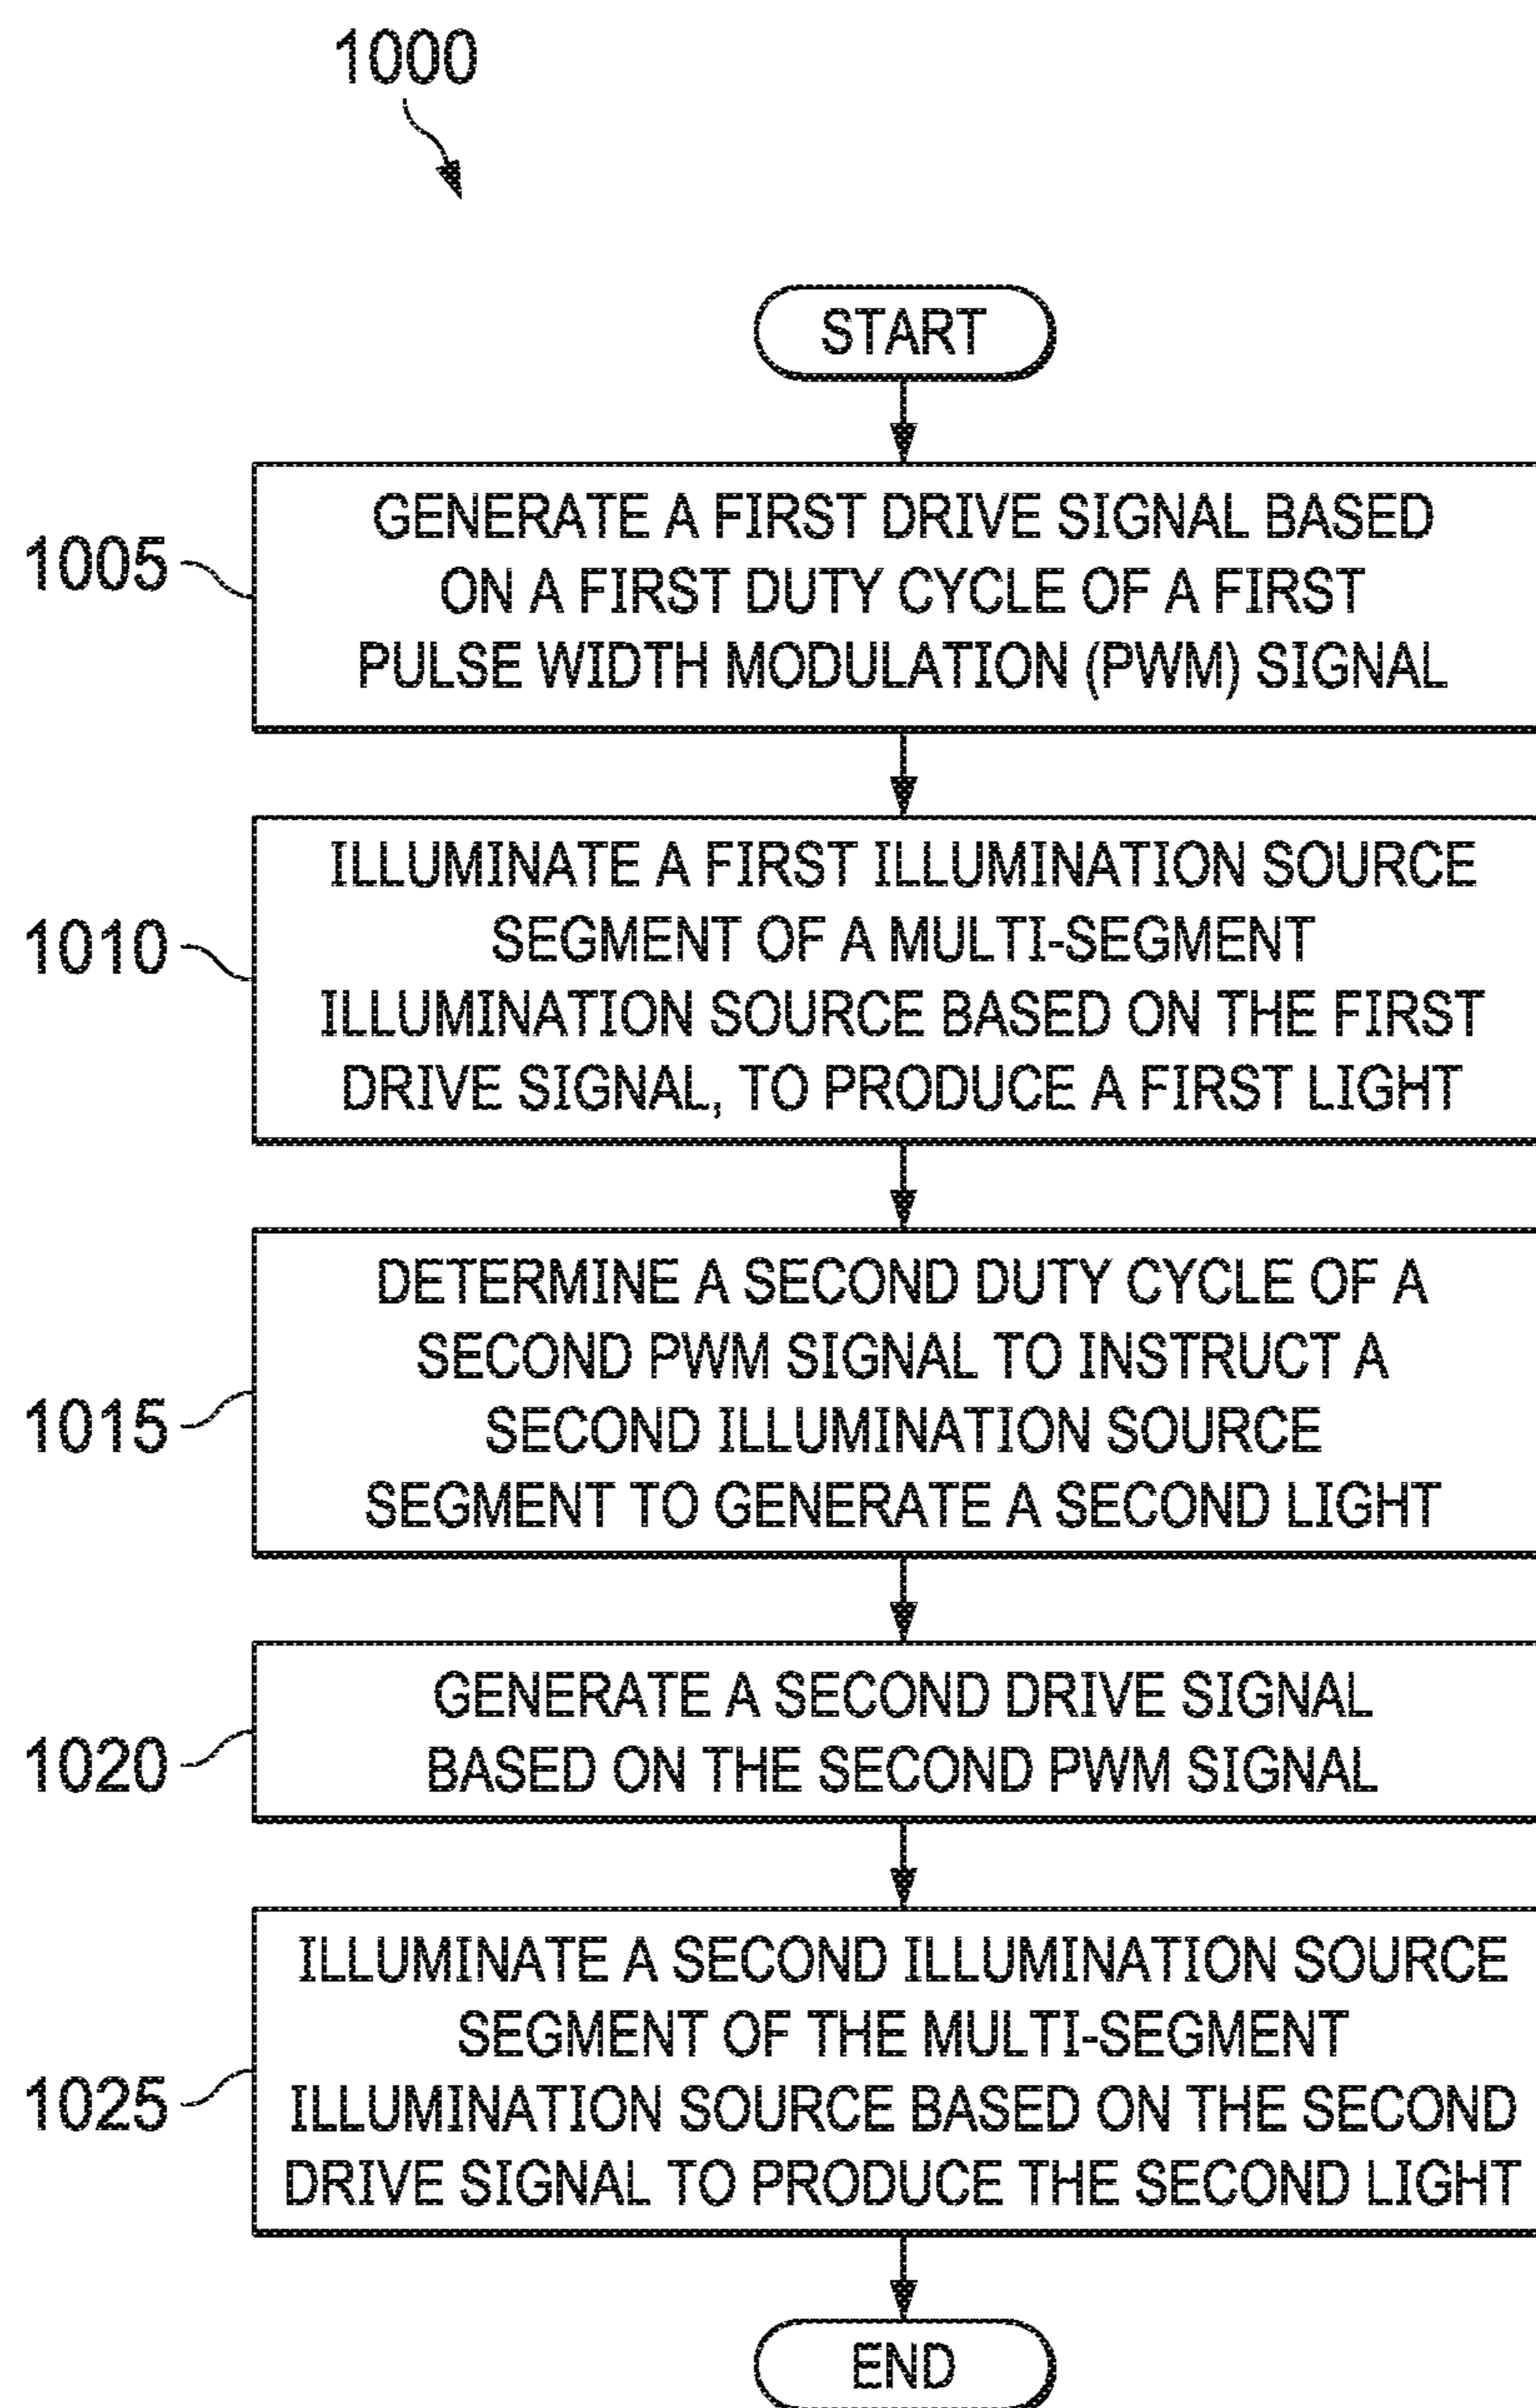 1000
START
1005
GENERATE A FIRST DRIVE SIGNAL BASED
ON A FIRST DUTY CYCLE OF A FIRST
PULSE WIDTH MODULATION (PWM) SIGNAL
1010
ILLUMINATE A FIRST ILLUMINATION SOURCE
SEGMENT OF A MULTI-SEGMENT
ILLUMINATION SOURCE BASED ON THE FIRST
DRIVE SIGNAL, TO PRODUCE A FIRST LIGHT
1015
DETERMINE A SECOND DUTY CYCLE OF A
SECOND PWM SIGNAL TO INSTRUCT A
SECOND ILLUMINATION SOURCE
SEGMENT TO GENERATE A SECOND LIGHT
1020
GENERATE A SECOND DRIVE SIGNAL
BASED ON THE SECOND PWM SIGNAL
1025
ILLUMINATE A SECOND ILLUMINATION SOURCE
SEGMENT OF THE MULTI-SEGMENT
ILLUMINATION SOURCE BASED ON THE SECOND
DRIVE SIGNAL TO PRODUCE THE SECOND LIGHT
END